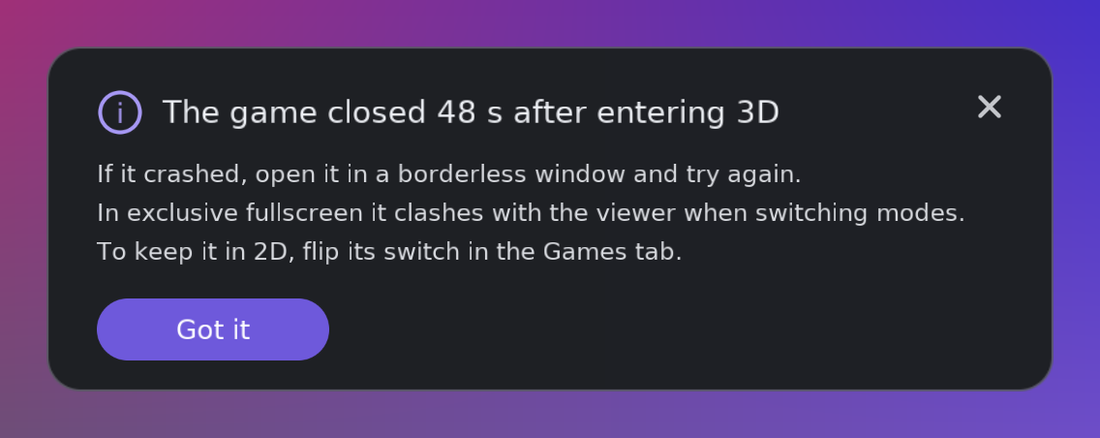 The game closed 48 s after entering 3D
If it crashed, open it in a borderless window and try again.
In exclusive fullscreen it clashes with the viewer when switching modes.
To keep it in 2D, flip its switch in the Games tab.
Got it